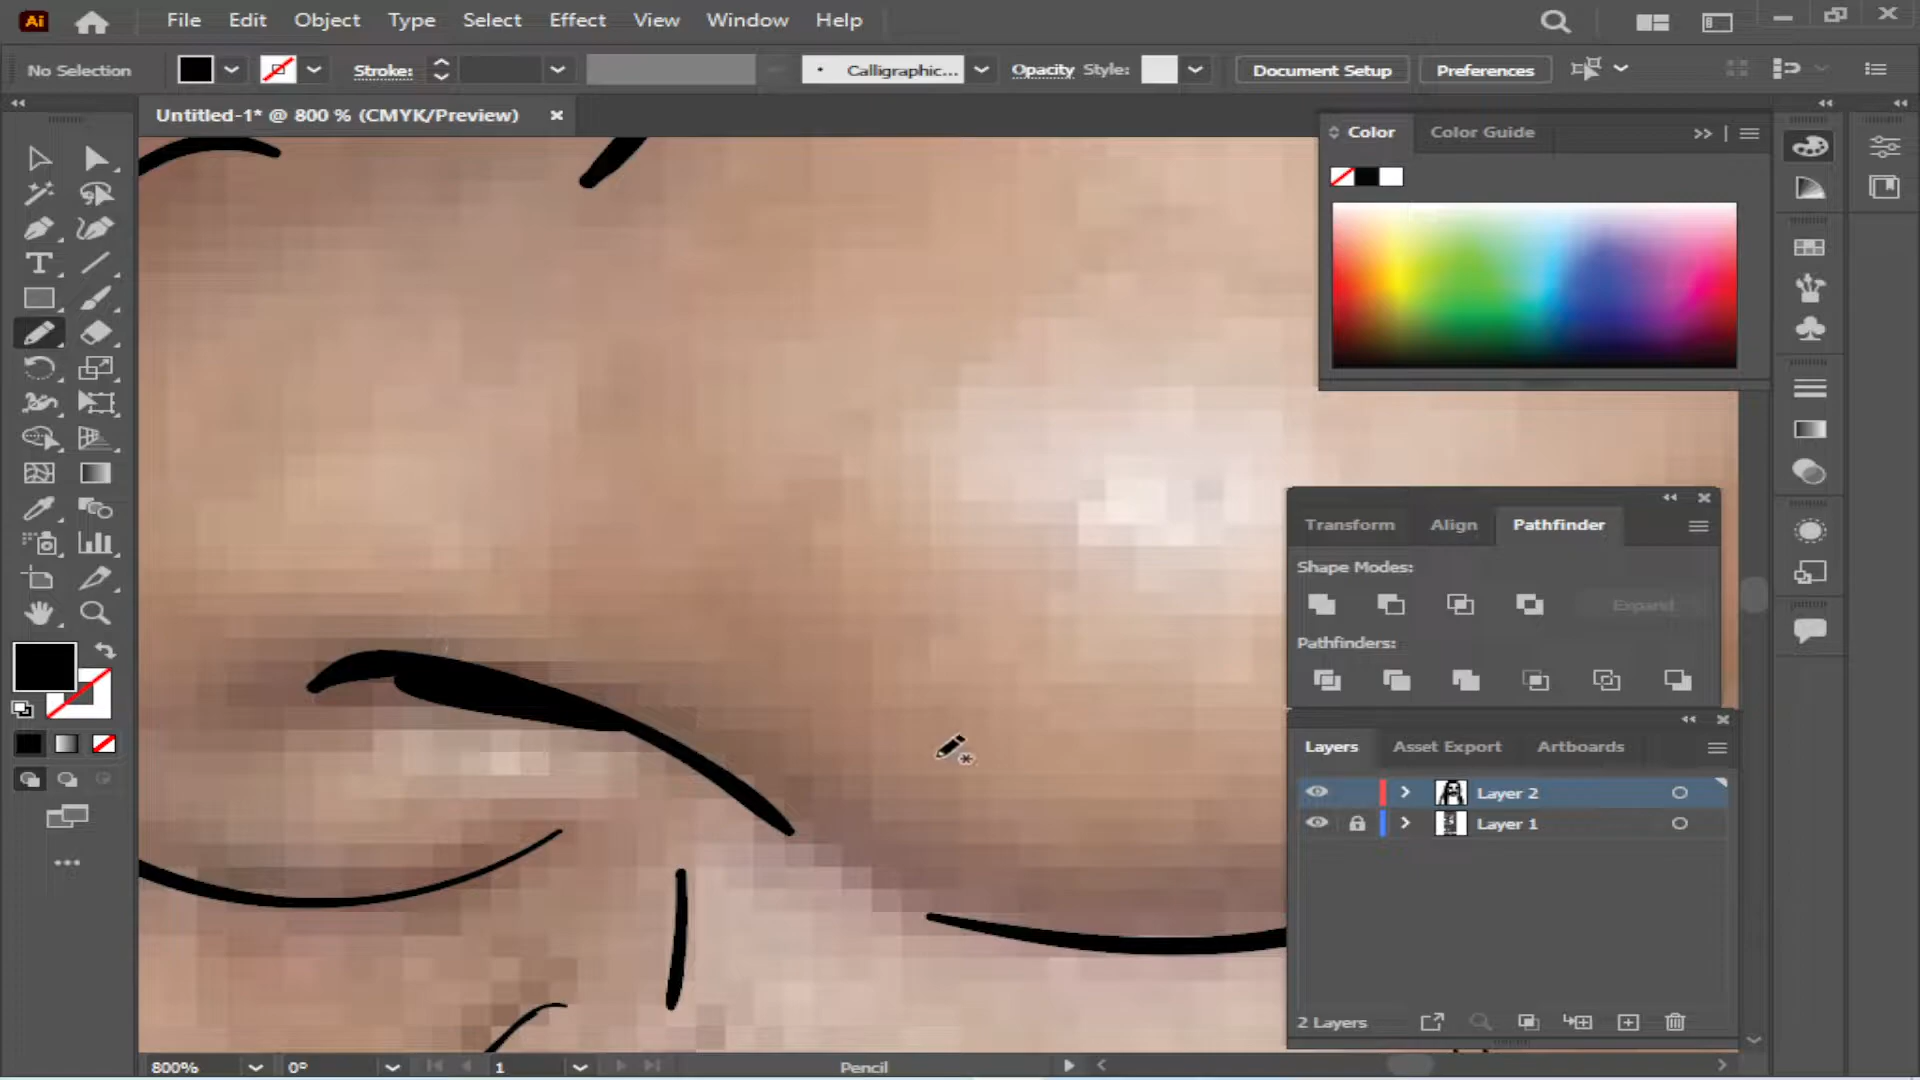 Ai File Edit Object Type Select Effect View Window Help
No Selection Stroke: Calligraphic... Opacity Style: Document Setup Preferences
Untitled-1* @ 800 % (CMYK/Preview)
Color Color Guide
Transform Align Pathfinder
Shape Modes:
Expand
Pathfinders:
Layers Asset Export Artboards
Layer 2
Layer 1
2 Layers
800% 0° 1 Pencil